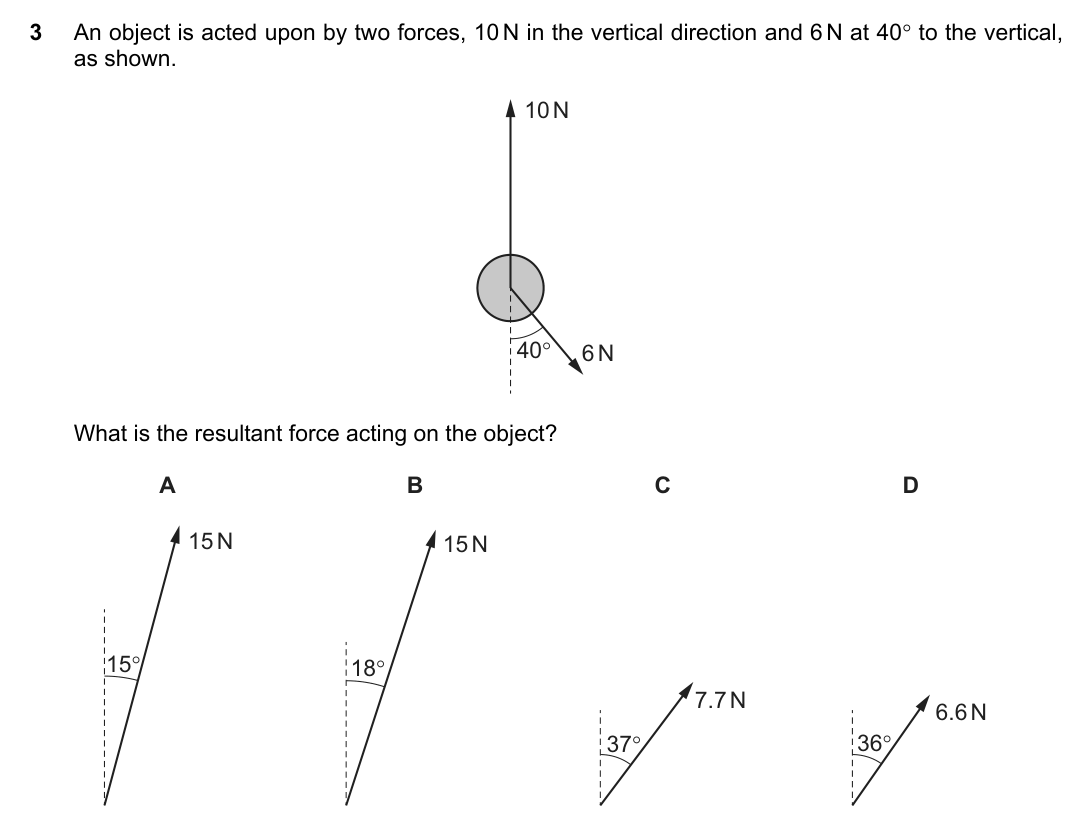 3 An object is acted upon by two forces, 10 N in the vertical direction and 6 N at 40° to the vertical,
as shown.
10 N
40°
6 N
What is the resultant force acting on the object?
A B C D
15 N
15 N
15°
18°
7.7 N
6.6 N
37°
36°